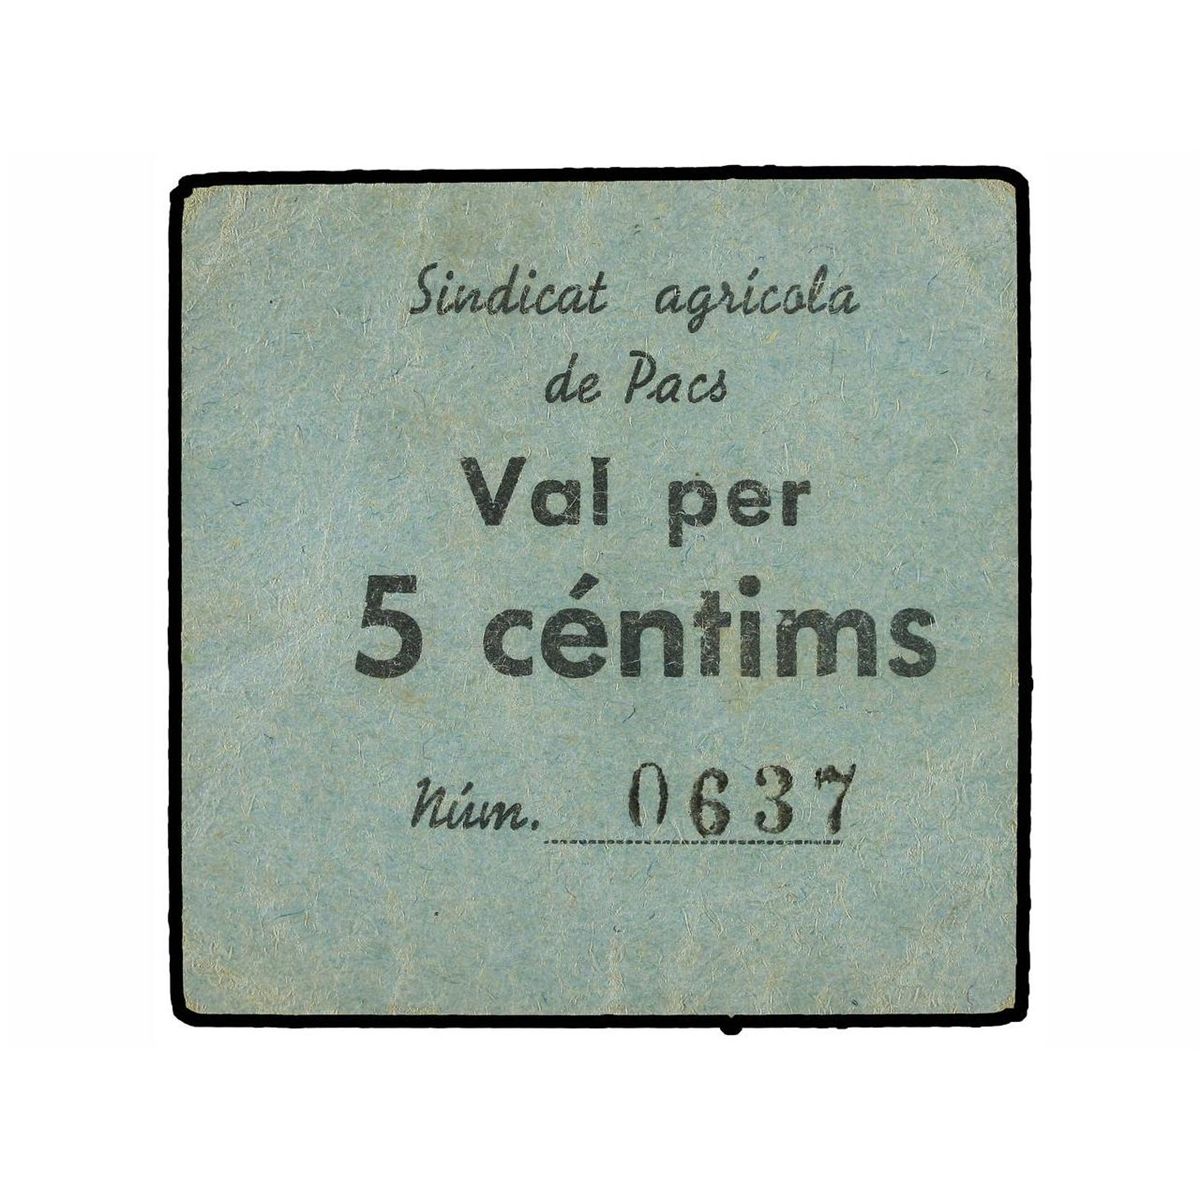 Sindicat agrícola
de Pacs
Val per
5 céntims
Núm. 0637